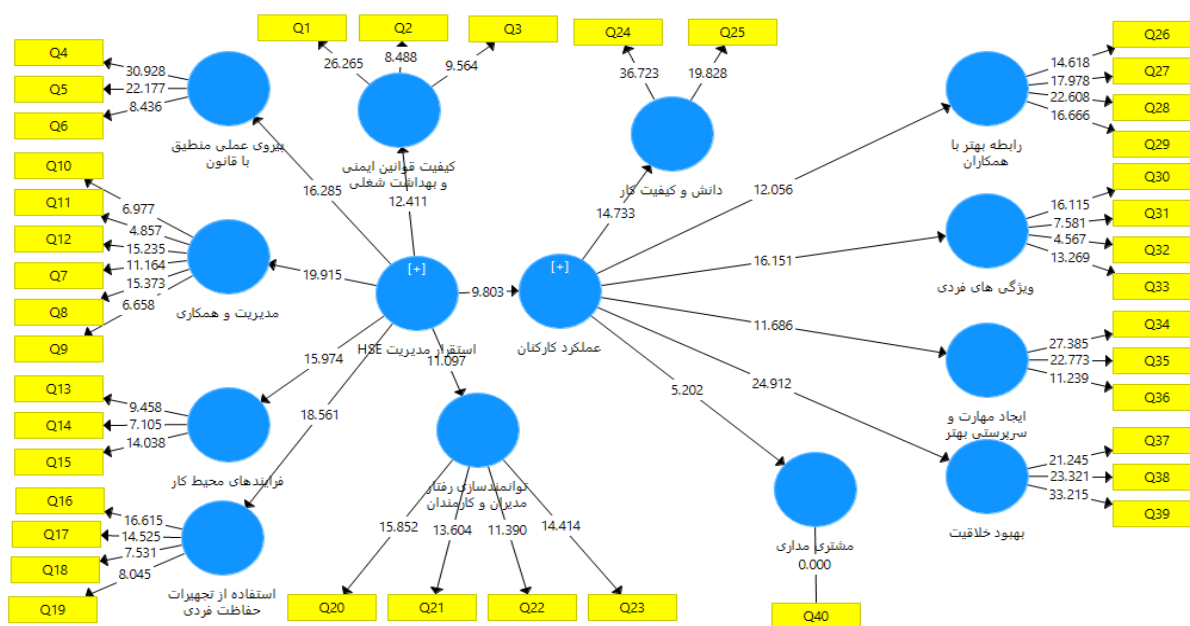 Q1
Q2
Q3
26.265
8.488
9.564
کیفیت قوانین ایمنی
و بهداشت شغلی
12.411
Q24
Q25
36.723
19.828
دانش و کیفیت کار
14.733
Q4
Q5
Q6
30.928
22.177
8.436
پیروی عملی منطیق
با قانون
16.285
Q10
Q11
Q12
Q7
Q8
Q9
6.977
4.857
15.235
11.164
15.373
6.658
مدیریت و همکاری
19.915
Q13
Q14
Q15
9.458
7.105
14.038
فرایندهای محیط کار
15.974
Q16
Q17
Q18
Q19
16.615
14.525
7.531
8.045
استفاده از تجهیرات
حفاظت فردی
18.561
[+]
استقرار مدیریت HSE
9.803
[+]
عملکرد کارکنان
11.097
توانمندسازی رفتار
مدیران و کارمندان
15.852
13.604
11.390
14.414
Q20
Q21
Q22
Q23
5.202
مشتری مداری
0.000
Q40
12.056
رابطه بهتر با
همکاران
14.618
17.978
22.608
16.666
Q26
Q27
Q28
Q29
16.151
ویژگی های فردی
16.115
7.581
4.567
13.269
Q30
Q31
Q32
Q33
11.686
ایجاد مهارت و
سرپرستی بهتر
27.385
22.773
11.239
Q34
Q35
Q36
24.912
بهبود خلاقیت
21.245
23.321
33.215
Q37
Q38
Q39